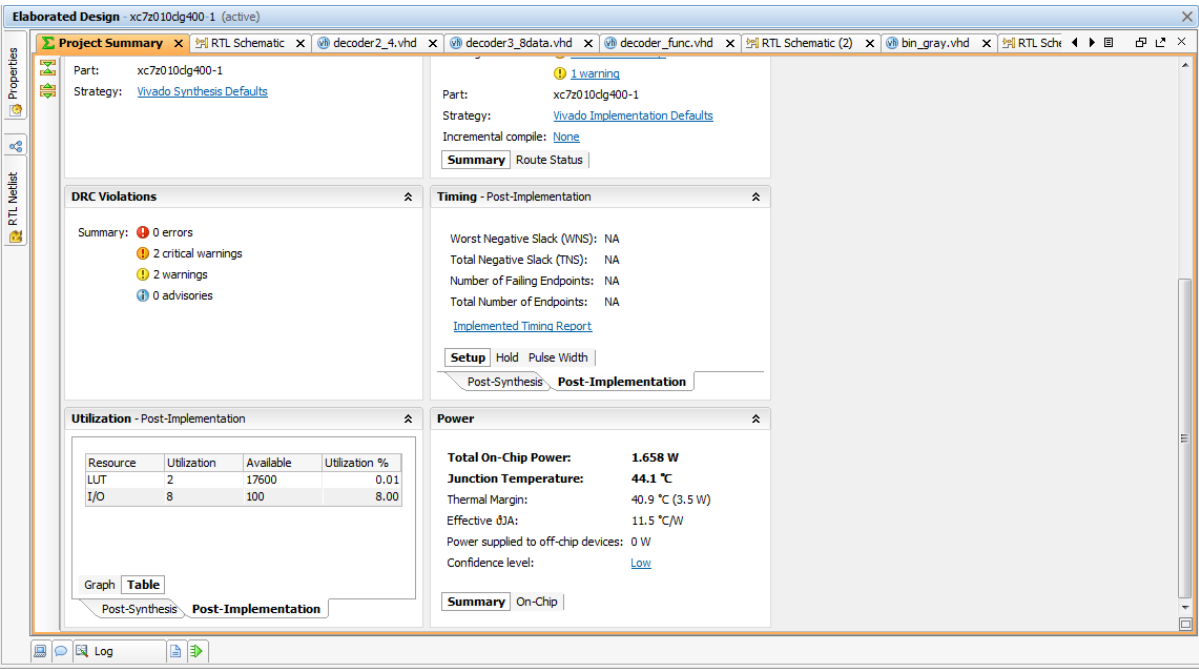 Elaborated Design - xc7z010clg400-1 (active)
Project Summary
RTL Schematic
decoder2_4.vhd
decoder3_8data.vhd
decoder_func.vhd
RTL Schematic (2)
bin_gray.vhd
RTL Sche
Properties
RTL Netlist
Part: xc7z010clg400-1
Strategy: Vivado Synthesis Defaults
1 warning
Part: xc7z010clg400-1
Strategy: Vivado Implementation Defaults
Incremental compile: None
Summary Route Status
DRC Violations
Summary: 0 errors
2 critical warnings
2 warnings
0 advisories
Timing - Post-Implementation
Worst Negative Slack (WNS): NA
Total Negative Slack (TNS): NA
Number of Failing Endpoints: NA
Total Number of Endpoints: NA
Implemented Timing Report
Setup Hold Pulse Width
Post-Synthesis Post-Implementation
Utilization - Post-Implementation
Resource Utilization Available Utilization %
LUT 2 17600 0.01
I/O 8 100 8.00
Graph Table
Post-Synthesis Post-Implementation
Power
Total On-Chip Power: 1.658 W
Junction Temperature: 44.1 °C
Thermal Margin: 40.9 °C (3.5 W)
Effective ϑJA: 11.5 °C/W
Power supplied to off-chip devices: 0 W
Confidence level: Low
Summary On-Chip
Log